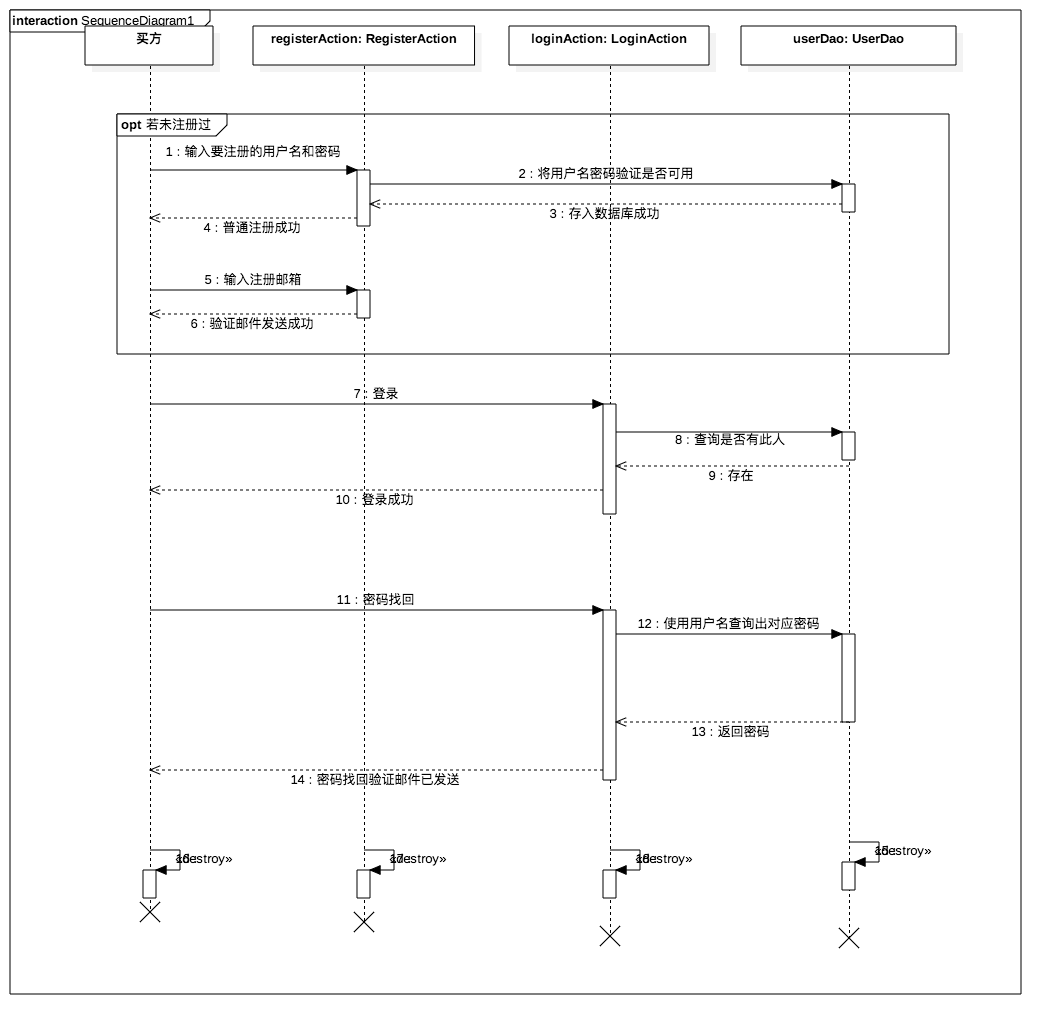 interaction SequenceDiagram1
买方
registerAction: RegisterAction
loginAction: LoginAction
userDao: UserDao
opt 若未注册过
1 : 输入要注册的用户名和密码
2 : 将用户名密码验证是否可用
3 : 存入数据库成功
4 : 普通注册成功
5 : 输入注册邮箱
6 : 验证邮件发送成功
7 : 登录
8 : 查询是否有此人
9 : 存在
10 : 登录成功
11 : 密码找回
12 : 使用用户名查询出对应密码
13 : 返回密码
14 : 密码找回验证邮件已发送
destroy»
destroy»
destroy»
destroy»